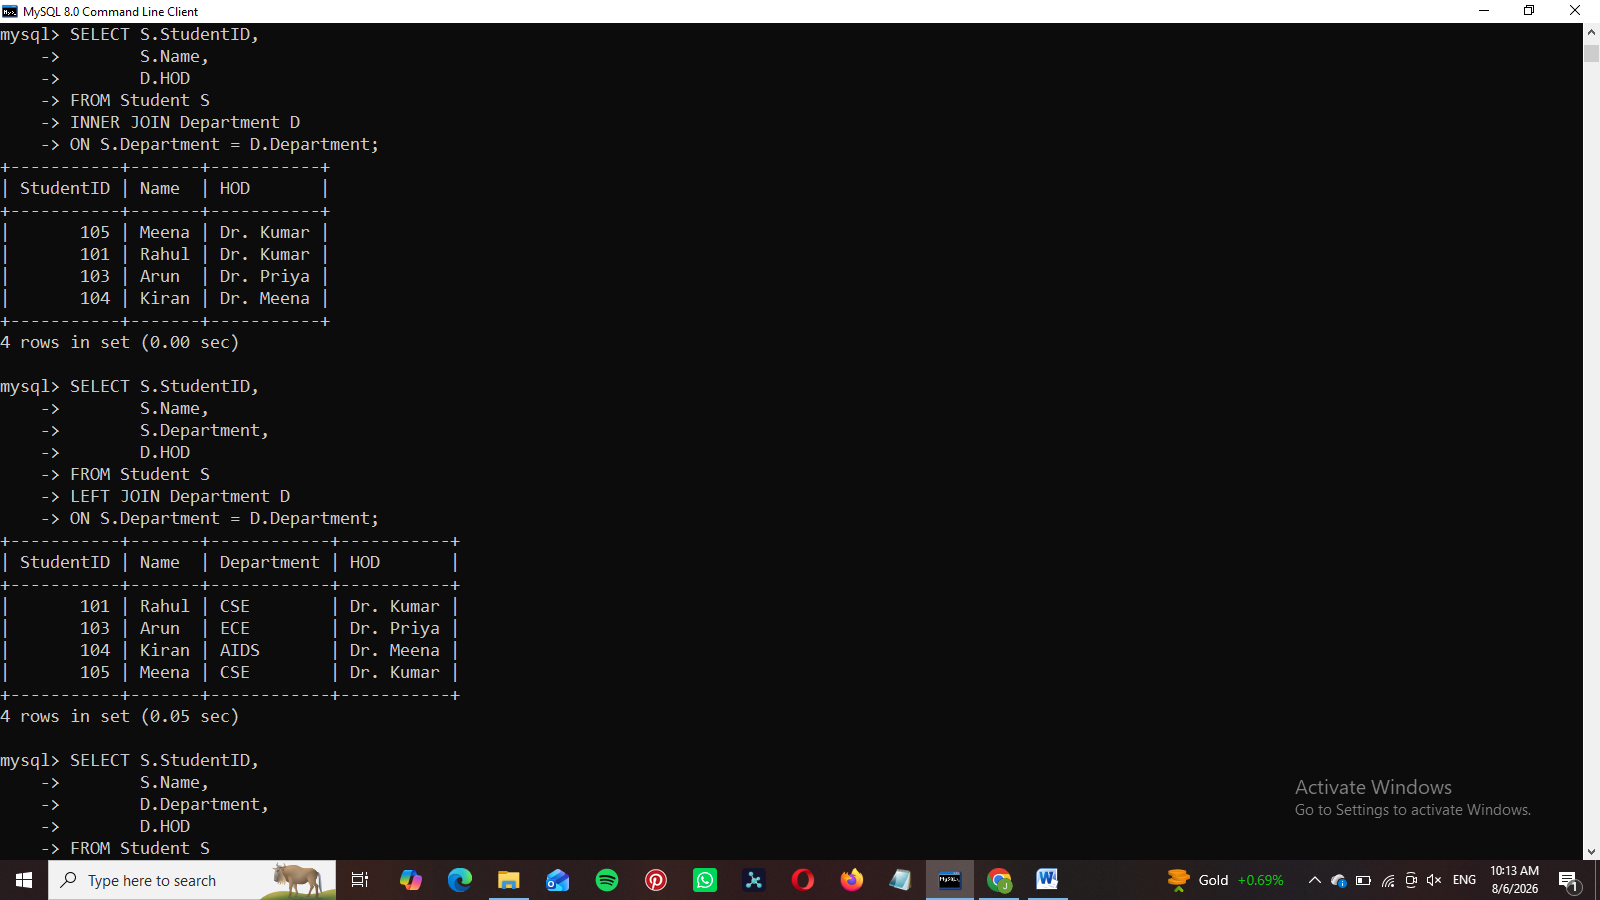 MySQL 8.0 Command Line Client
mysql> SELECT S.StudentID,
    ->        S.Name,
    ->        D.HOD
    -> FROM Student S
    -> INNER JOIN Department D
    -> ON S.Department = D.Department;
+-----------+-------+-----------+
| StudentID | Name  | HOD       |
+-----------+-------+-----------+
|       105 | Meena | Dr. Kumar |
|       101 | Rahul | Dr. Kumar |
|       103 | Arun  | Dr. Priya |
|       104 | Kiran | Dr. Meena |
+-----------+-------+-----------+
4 rows in set (0.00 sec)
mysql> SELECT S.StudentID,
    ->        S.Name,
    ->        S.Department,
    ->        D.HOD
    -> FROM Student S
    -> LEFT JOIN Department D
    -> ON S.Department = D.Department;
+-----------+-------+------------+-----------+
| StudentID | Name  | Department | HOD       |
+-----------+-------+------------+-----------+
|       101 | Rahul | CSE        | Dr. Kumar |
|       103 | Arun  | ECE        | Dr. Priya |
|       104 | Kiran | AIDS       | Dr. Meena |
|       105 | Meena | CSE        | Dr. Kumar |
+-----------+-------+------------+-----------+
4 rows in set (0.05 sec)
mysql> SELECT S.StudentID,
    ->        S.Name,
    ->        D.Department,
    ->        D.HOD
    -> FROM Student S
Activate Windows
Go to Settings to activate Windows.
Type here to search
MySQL
J
W
Gold +0.69%
ENG
10:13 AM
8/6/2026
1